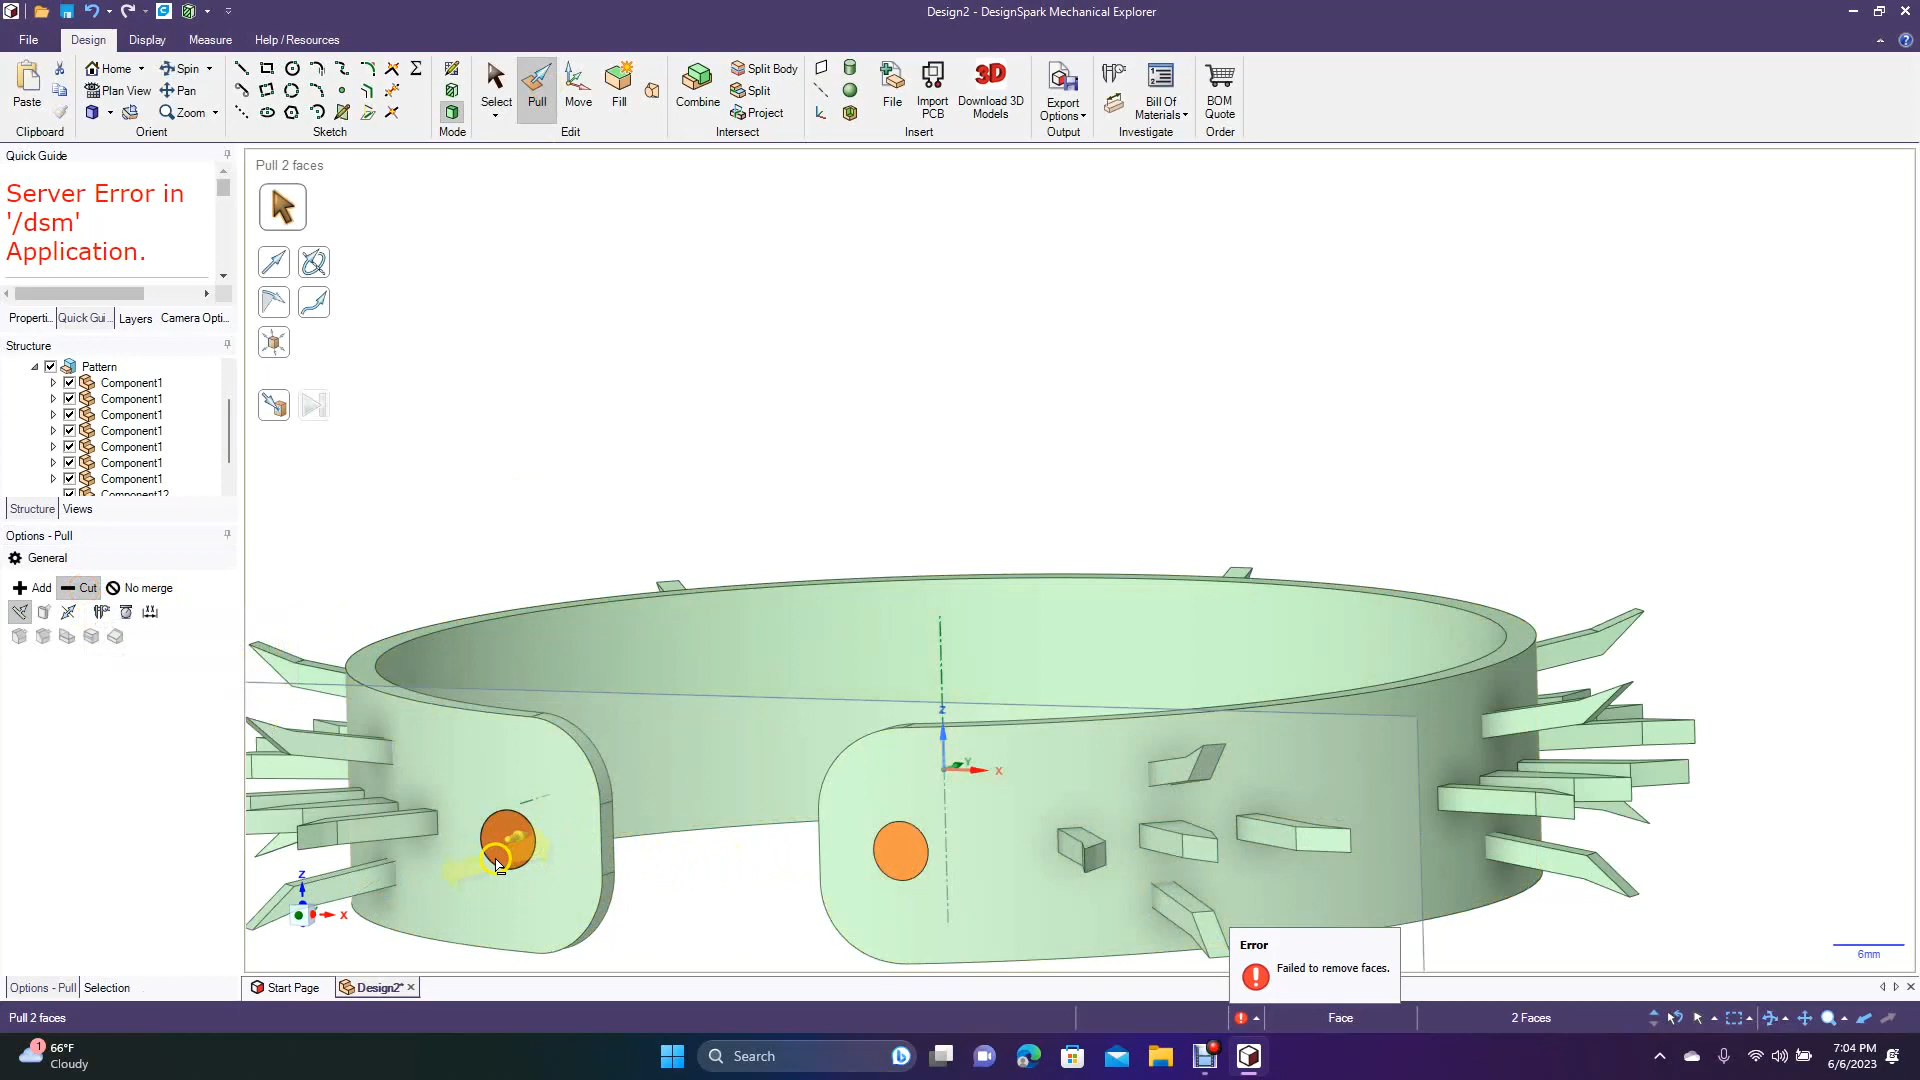 Design2 - DesignSpark Mechanical Explorer
File
Design
Display
Measure
Help / Resources
Paste
Home
Plan View
Spin
Pan
Zoom
Select
Pull
Move
Fill
Combine
Split Body
Split
Project
File
Import PCB
3D
Download 3D Models
Export Options
Bill Of Materials
BOM Quote
Clipboard
Orient
Sketch
Mode
Edit
Intersect
Insert
Output
Investigate
Order
Quick Guide
Server Error in
'/dsm'
Application.
Properti...
Quick Gui...
Layers
Camera Opti...
Structure
Pattern
Component1
Component1
Component1
Component1
Component1
Component1
Component1
Component12
Structure
Views
Options - Pull
General
Add
Cut
No merge
Pull 2 faces
Z
Y
X
Z
X
6mm
Error
Failed to remove faces.
Options - Pull
Selection
Start Page
Design2*
Pull 2 faces
Face
2 Faces
1
66°F
Cloudy
Search
7:04 PM
6/6/2023